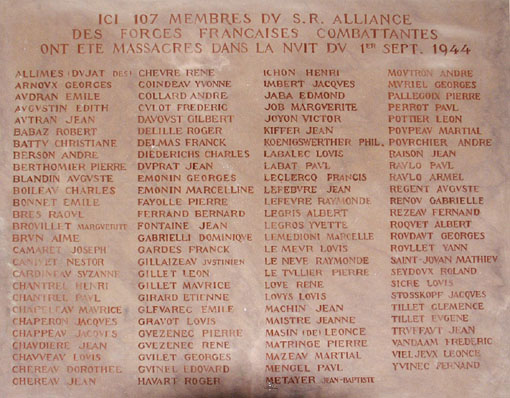 ICI 107 MEMBRES DV S.R. ALLIANCE
DES FORCES FRANCAISES COMBATTANTES
ONT ETE MASSACRES DANS LA NVIT DV 1ER SEPT. 1944
ALLIMES (DVJAT DES)
ARNOVX GEORGES
AVDRAN EMILE
AVGVSTIN EDITH
AVTRAN JEAN
BABAZ ROBERT
BATTV CHRISTIANE
BERSON ANDRE
BERTHOMIER PIERRE
BLANDIN AVGVSTE
BOILEAV CHARLES
BONNET EMILE
BRES RAOVL
BROVILLET MARGVERITE
BRVN AIME
CAMARET JOSEPH
CANIVET NESTOR
CARDINEAV SVZANNE
CHANTREL HENRI
CHANTREL PAVL
CHAPELEAV MAVRICE
CHAPERON JACQVES
CHAPPEAV JACQVES
CHAVDIERE JEAN
CHAVVEAV LOVIS
CHEREAV DOROTHEE
CHEREAV JEAN
CHEVRE RENE
COINDEAV YVONNE
COLLARD ANDRE
CVLOT FREDERIC
DAVOVST GILBERT
DELILLE ROGER
DELMAS FRANCK
DIEDERICHS CHARLES
DVPRAT JEAN
EMONIN GEORGES
EMONIN MARCELLINE
FAYOLLE PIERRE
FERRAND BERNARD
FONTAINE JEAN
GABRIELLI DOMINIQVE
GARDES FRANCK
GILLAIZEAV JVSTINIEN
GILLET LEON
GILLET MAVRICE
GIRARD ETIENNE
GLEVAREC EMILE
GRAVOT LOVIS
GVEZENEC PIERRE
GVEZENEC RENE
GVILET GEORGES
GVINEL EDOVARD
HAVART ROGER
ICHON HENRI
IMBERT JACQVES
JABA EDMOND
JOB MARGVERITE
JOYON VICTOR
KIFFER JEAN
KOENIGSWERTHER PHIL.
LAGALEC LOVIS
LADAT PAVL
LECLERCQ FRANCIS
LEFEBVRE JEAN
LEFEVRE RAYMONDE
LEGRIS ALBERT
LEGROS YVETTE
LEMEDIONI MARCELLE
LE MEVR LOVIS
LE NEVE RAYMONDE
LE TVLLIER PIERRE
LOVE RENE
LOVYS LOVIS
MACHIN JEAN
MAISTRE JEANNE
MASIN (DE) LEONCE
MATRINGE PIERRE
MAZEAV MARTIAL
MENGEL PAVL
METAYER JEAN-BAPTISTE
MOVTRON ANDRE
MVRIEL GEORGES
PALLEGOIX PIERRE
PERROT PAVL
POTTIER LEON
POVPEAV MARTIAL
POVRCHIER ANDRE
RAISON JEAN
RAVLO PAVL
RAVLO ARMEL
REGENT AVGVSTE
RENOV GABRIELLE
REZEAV FERNAND
ROQVET ALBERT
ROVDAVT GEORGES
ROVLLET YANN
SAINT-JOVAN MATHIEV
SEYDOVX ROLAND
SICRE LOVIS
STOSSKOPF JACQVES
TILLET CLEMENCE
TILLET EVGENE
TRVFFAVT JEAN
VANDAAM FREDERIC
VIELJEVX LEONCE
YVINEC FERNAND